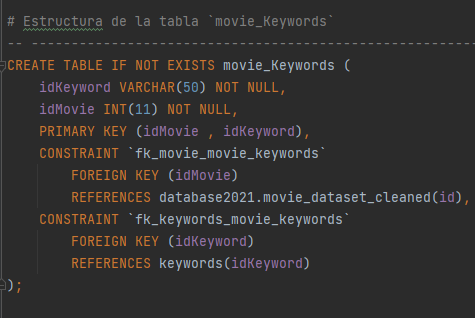 # Estructura de la tabla `movie_Keywords`
-- --------------------------------------------------------
CREATE TABLE IF NOT EXISTS movie_Keywords (
    idKeyword VARCHAR(50) NOT NULL,
    idMovie INT(11) NOT NULL,
    PRIMARY KEY (idMovie , idKeyword),
    CONSTRAINT `fk_movie_movie_keywords`
        FOREIGN KEY (idMovie)
        REFERENCES database2021.movie_dataset_cleaned(id),
    CONSTRAINT `fk_keywords_movie_keywords`
        FOREIGN KEY (idKeyword)
        REFERENCES keywords(idKeyword)
);